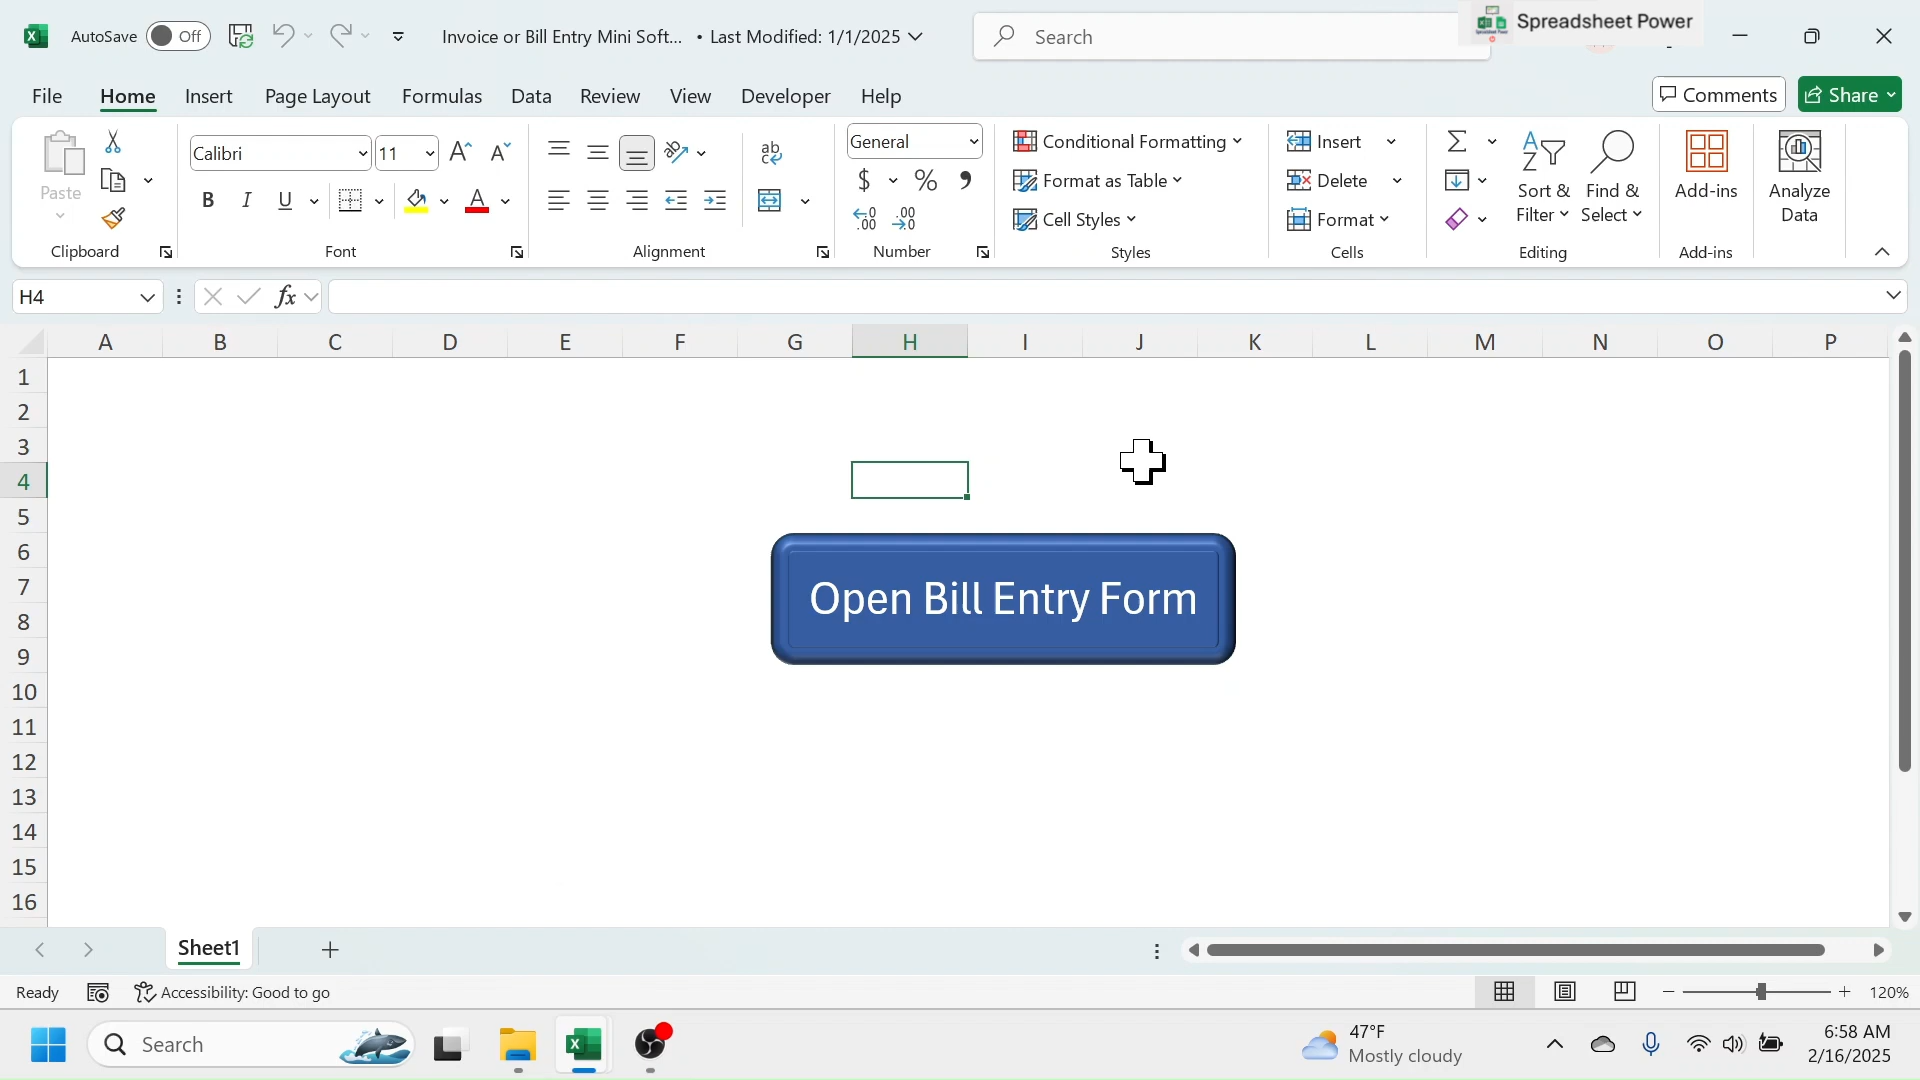 AutoSave Off Invoice or Bill Entry Mini Soft... • Last Modified: 1/1/2025 Search Spreadsheet Power
File Home Insert Page Layout Formulas Data Review View Developer Help Comments Share
Paste
Clipboard
Calibri 11
B I U A
Font
ab
Alignment
General
$ % ,
Number
Conditional Formatting
Format as Table
Cell Styles
Styles
Insert
Delete
Format
Cells
Sort & Filter
Find & Select
Editing
Add-ins
Add-ins
Analyze Data
H4 fx
A B C D E F G H I J K L M N O P
1
2
3
4
5
6
7
8
9
10
11
12
13
14
15
16
Open Bill Entry Form
Sheet1
Ready Accessibility: Good to go 120%
Search 47°F Mostly cloudy 6:58 AM 2/16/2025